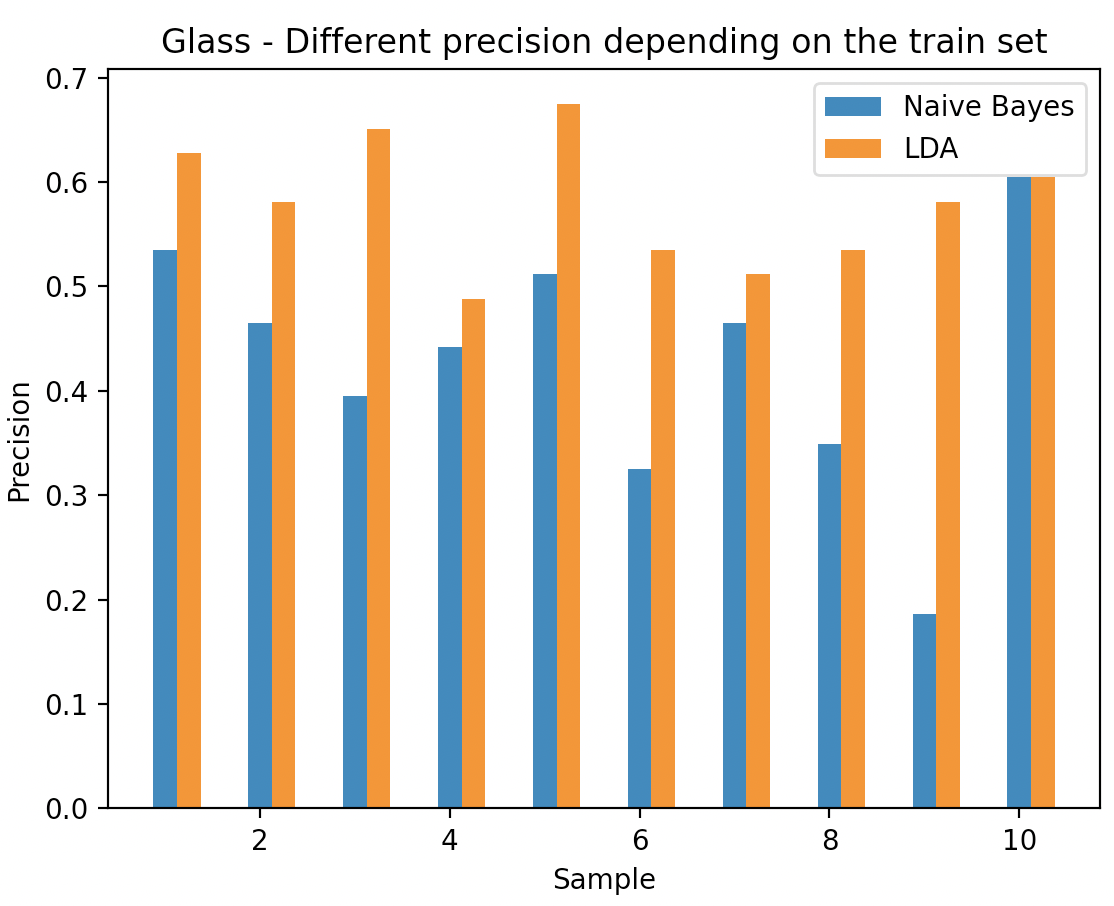 Glass - Different precision depending on the train set
Naive Bayes
LDA
0.7
0.6
0.5
0.4
0.3
0.2
0.1
0.0
Precision
2 4 6 8 10
Sample